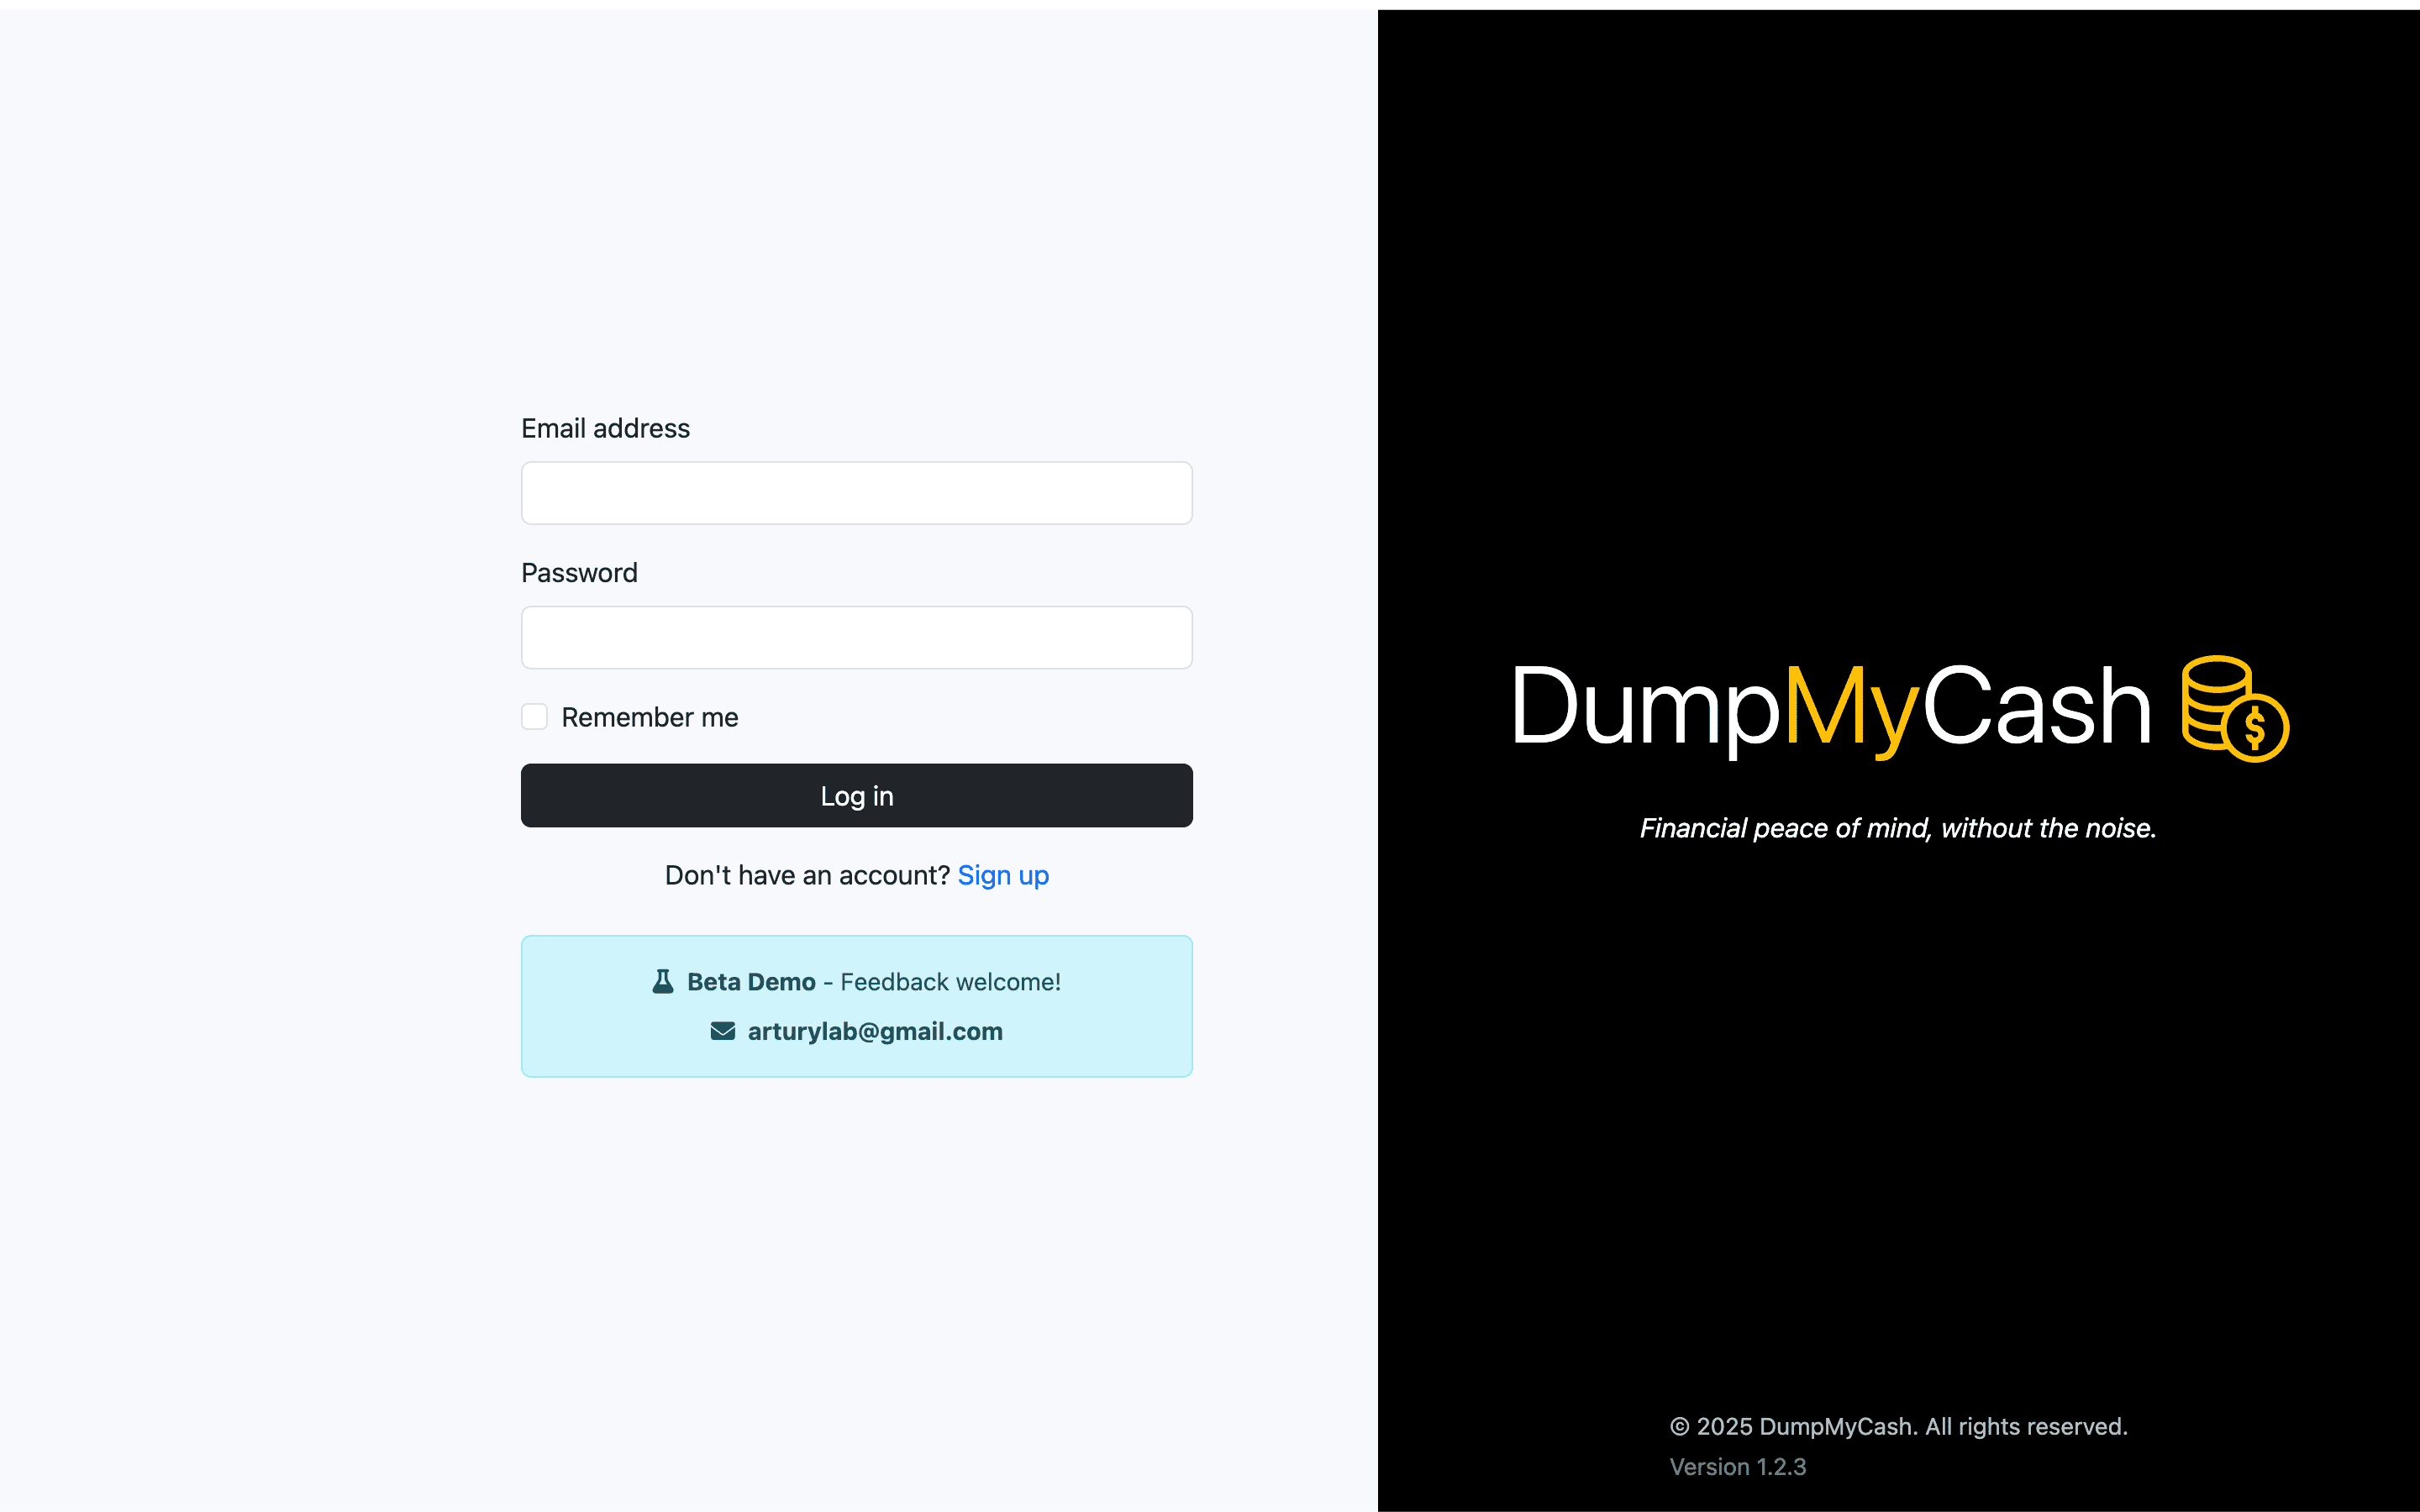 Email address
Password
Remember me
Log in
Don't have an account? Sign up
Beta Demo - Feedback welcome!
arturylab@gmail.com
DumpMyCash
$
Financial peace of mind, without the noise.
© 2025 DumpMyCash. All rights reserved.
Version 1.2.3